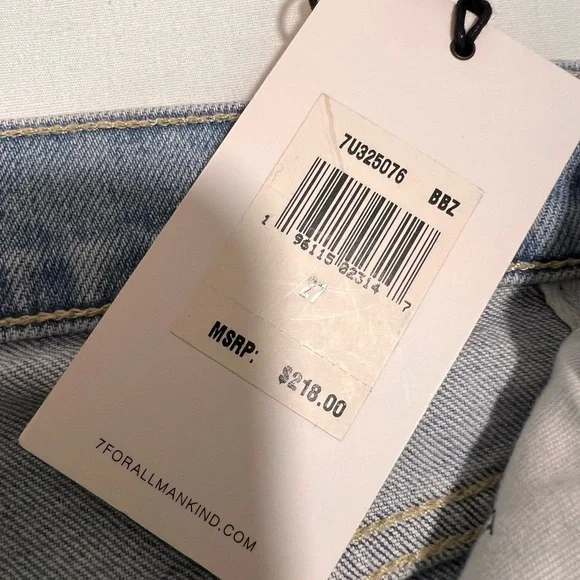 7U325076 BBZ
1 96115 02314 7
27
MSRP: $218.00
7FORALLMANKIND.COM